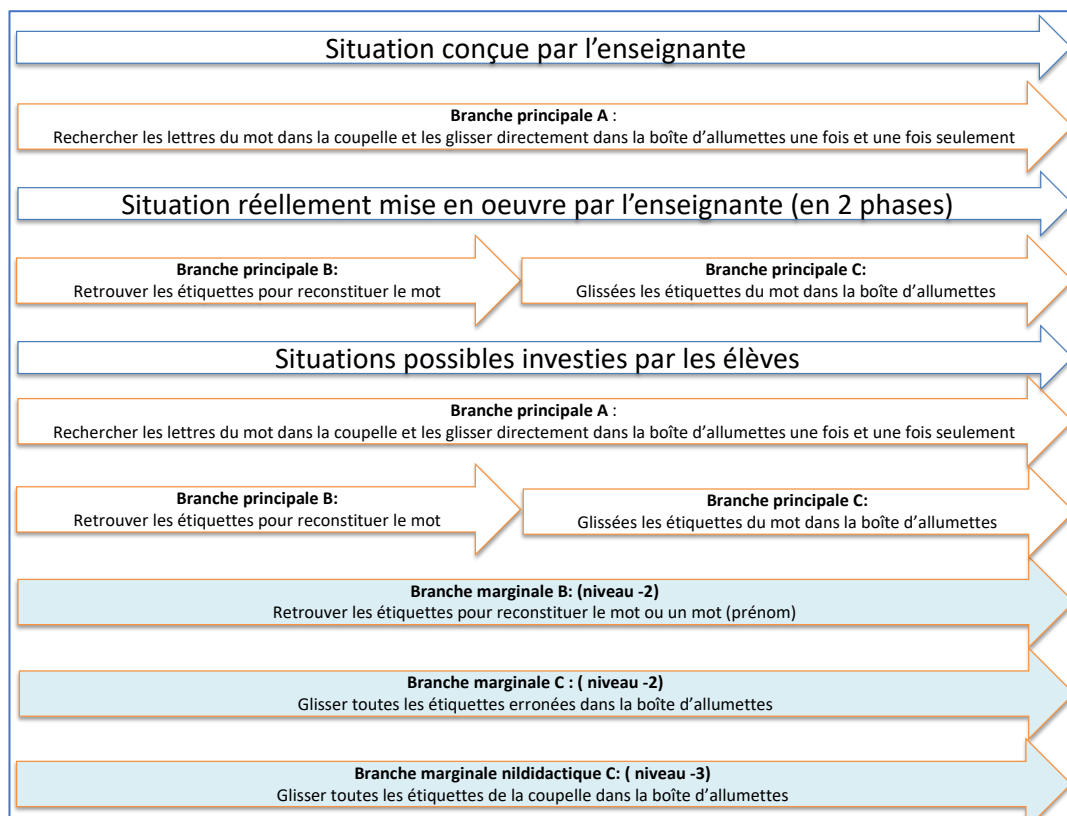 Situation conçue par l'enseignante
Branche principale A :
Rechercher les lettres du mot dans la coupelle et les glisser directement dans la boîte d'allumettes une fois et une fois seulement
Situation réellement mise en oeuvre par l'enseignante (en 2 phases)
Branche principale B:
Retrouver les étiquettes pour reconstituer le mot
Branche principale C:
Glissées les étiquettes du mot dans la boîte d'allumettes
Situations possibles investies par les élèves
Branche principale A :
Rechercher les lettres du mot dans la coupelle et les glisser directement dans la boîte d'allumettes une fois et une fois seulement
Branche principale B:
Retrouver les étiquettes pour reconstituer le mot
Branche principale C:
Glissées les étiquettes du mot dans la boîte d'allumettes
Branche marginale B: (niveau -2)
Retrouver les étiquettes pour reconstituer le mot ou un mot (prénom)
Branche marginale C : ( niveau -2)
Glisser toutes les étiquettes erronées dans la boîte d'allumettes
Branche marginale nildidactique C: ( niveau -3)
Glisser toutes les étiquettes de la coupelle dans la boîte d'allumettes